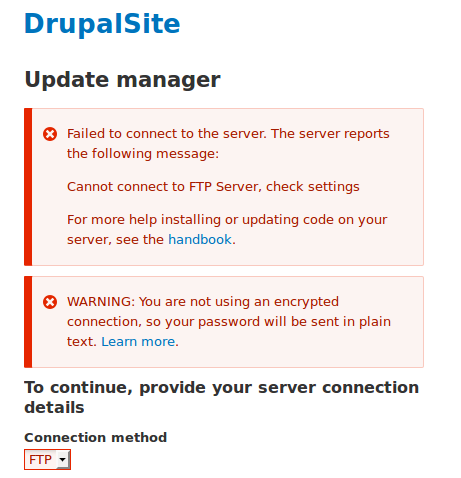 DrupalSite
Update manager
Failed to connect to the server. The server reports
the following message:
Cannot connect to FTP Server, check settings
For more help installing or updating code on your
server, see the handbook.
WARNING: You are not using an encrypted
connection, so your password will be sent in plain
text. Learn more.
To continue, provide your server connection
details
Connection method
FTP